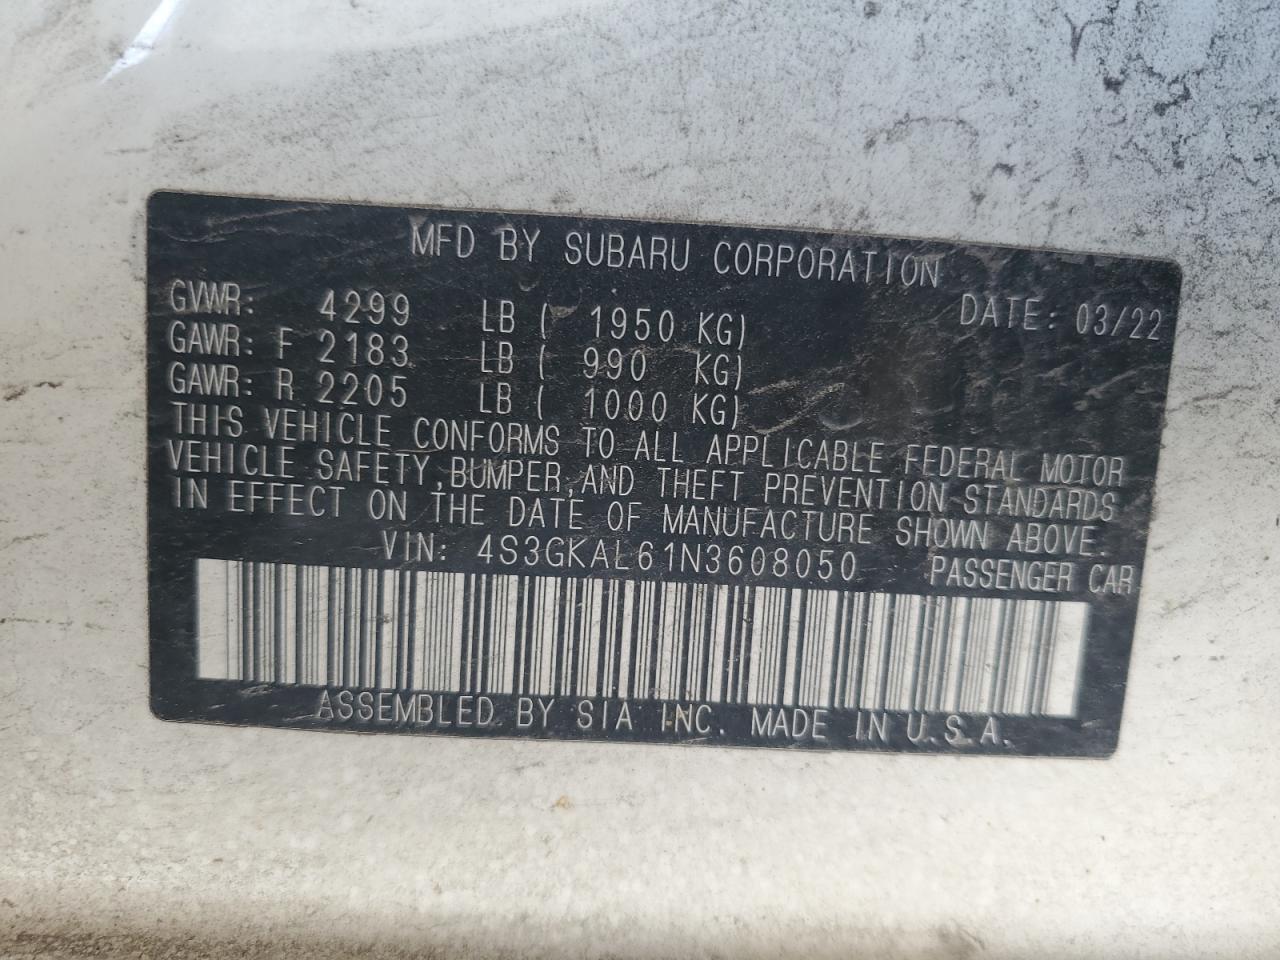 MFD BY SUBARU CORPORATION
GVWR: 4299 LB ( 1950 KG) DATE: 03/22
GAWR: F 2183 LB ( 990 KG)
GAWR: R 2205 LB ( 1000 KG)
THIS VEHICLE CONFORMS TO ALL APPLICABLE FEDERAL MOTOR
VEHICLE SAFETY, BUMPER, AND THEFT PREVENTION STANDARDS
IN EFFECT ON THE DATE OF MANUFACTURE SHOWN ABOVE.
VIN: 4S3GKAL61N3608050 PASSENGER CAR
ASSEMBLED BY SIA INC. MADE IN U.S.A.